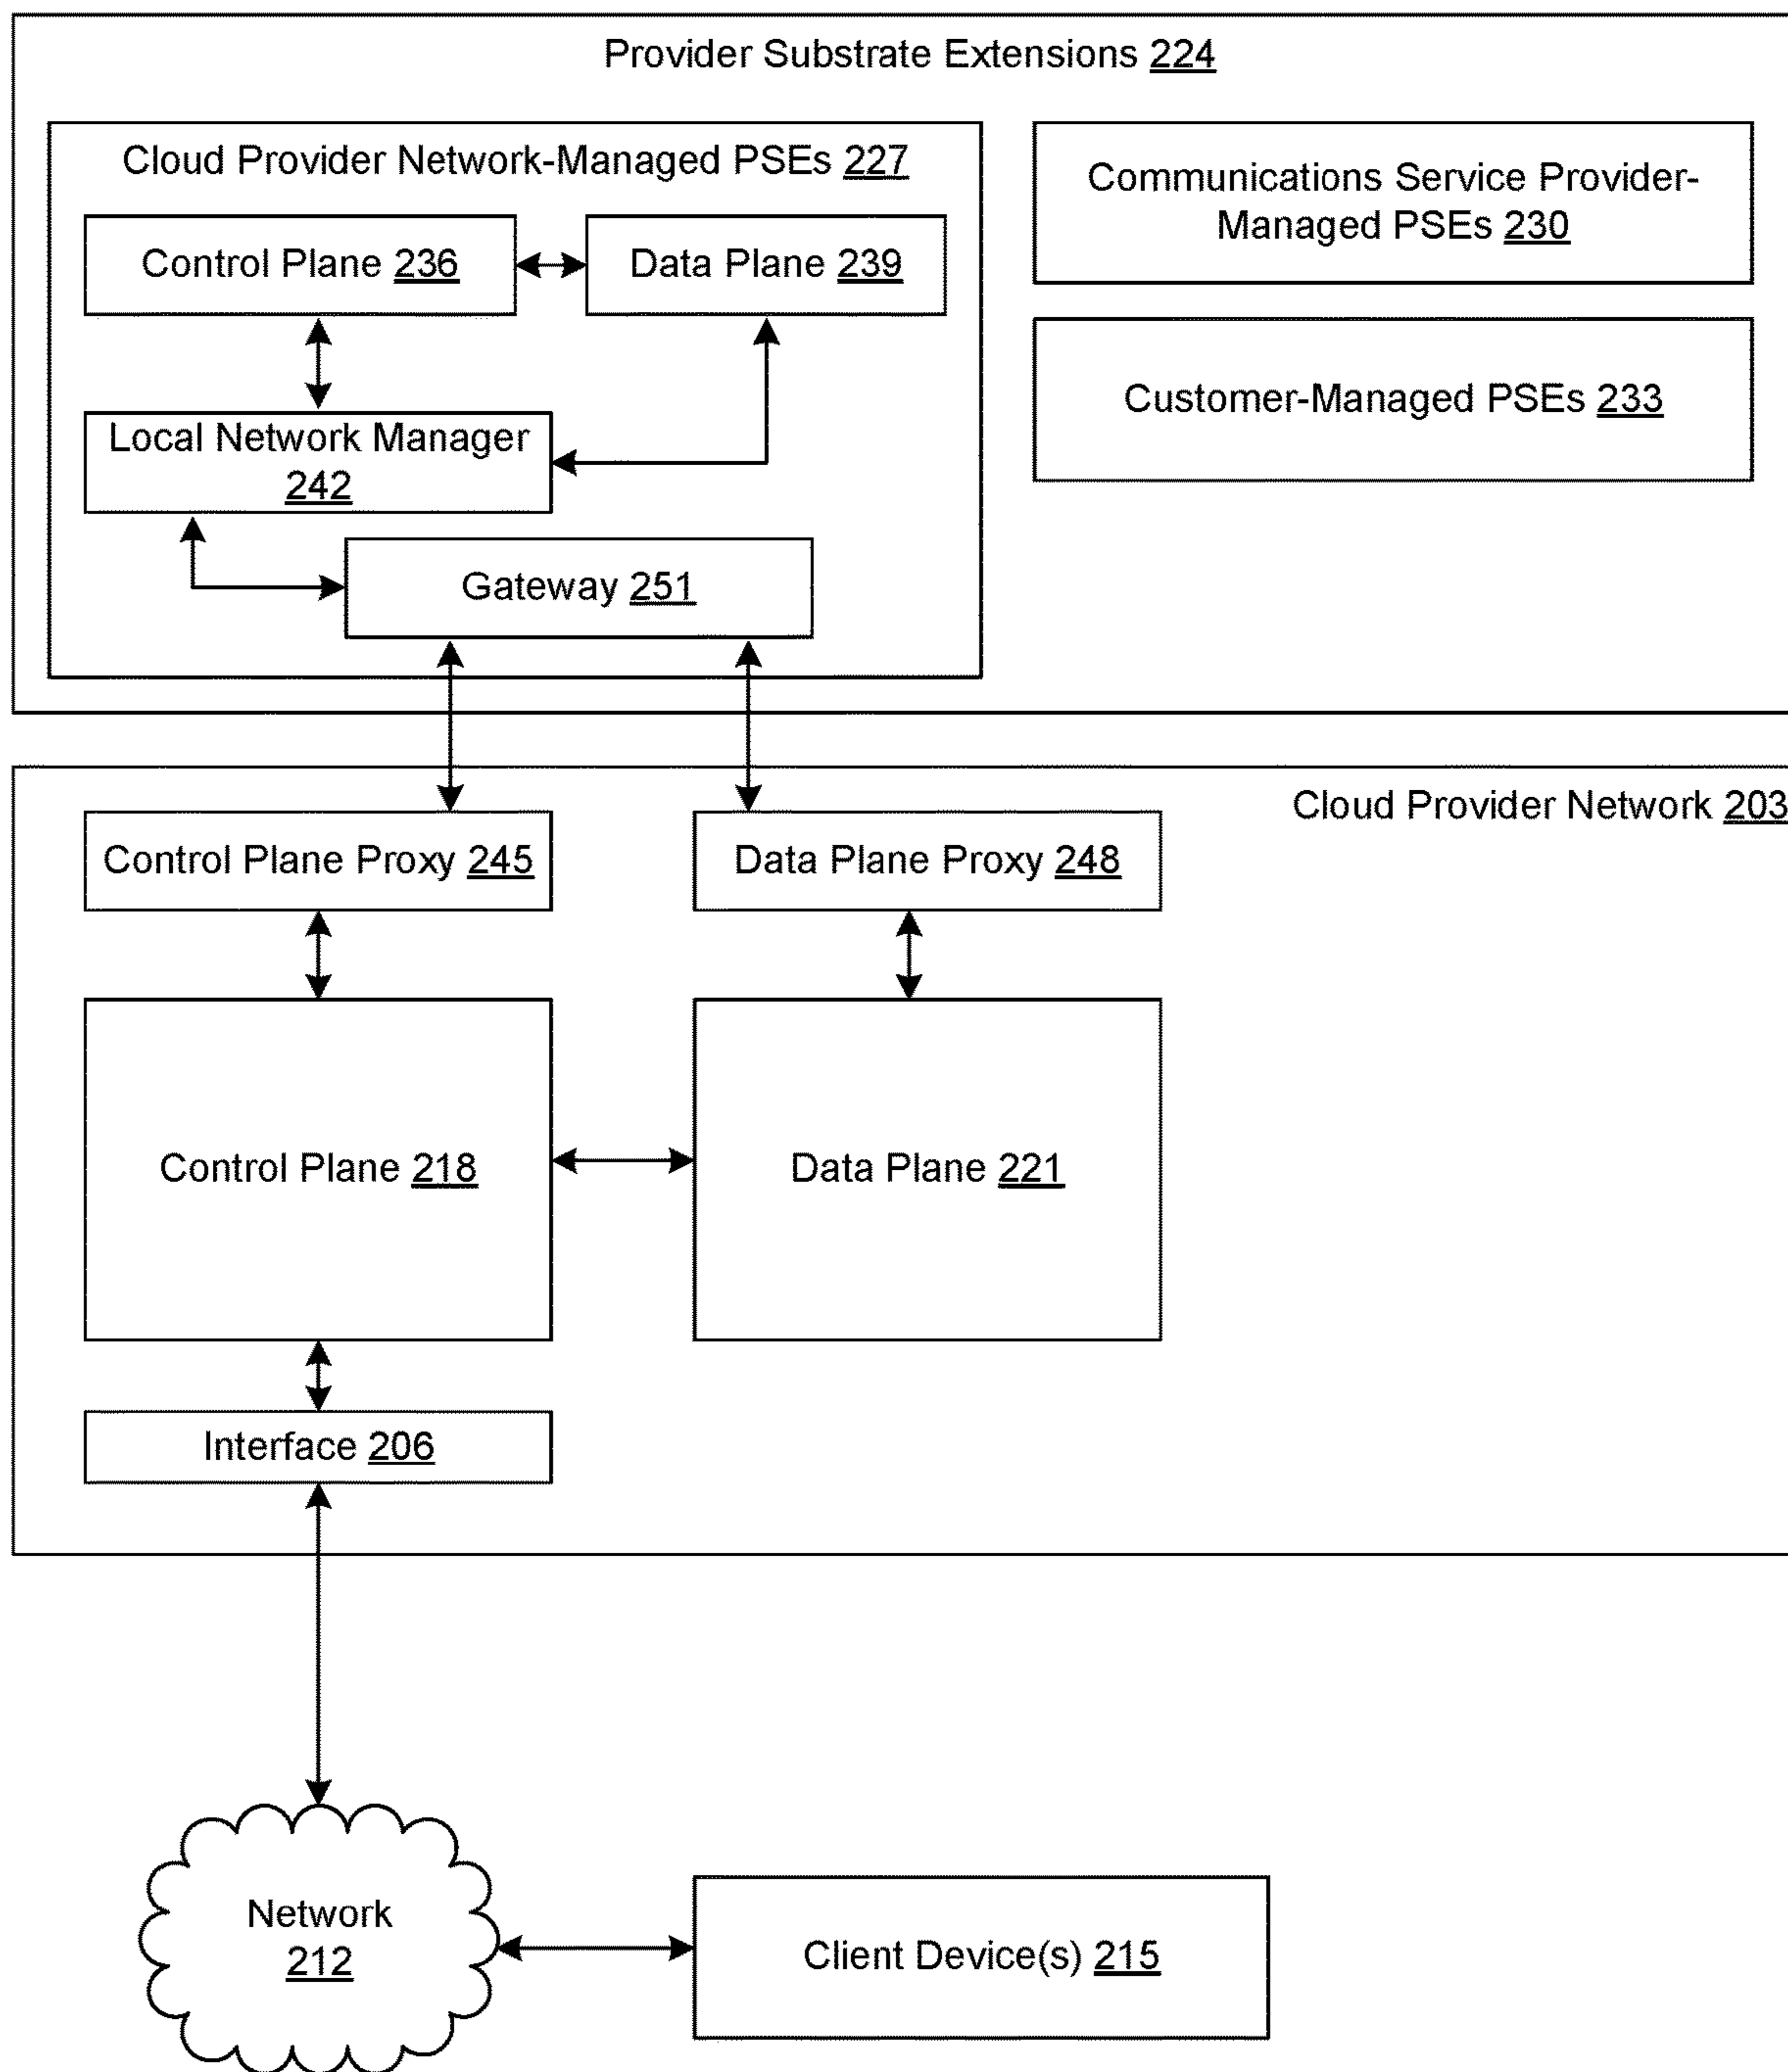 Provider Substrate Extensions 224
Cloud Provider Network-Managed PSEs 227
Control Plane 236
Data Plane 239
Local Network Manager
242
Gateway 251
Communications Service Provider-
Managed PSEs 230
Customer-Managed PSEs 233
Cloud Provider Network 203
Control Plane Proxy 245
Data Plane Proxy 248
Control Plane 218
Data Plane 221
Interface 206
Network
212
Client Device(s) 215